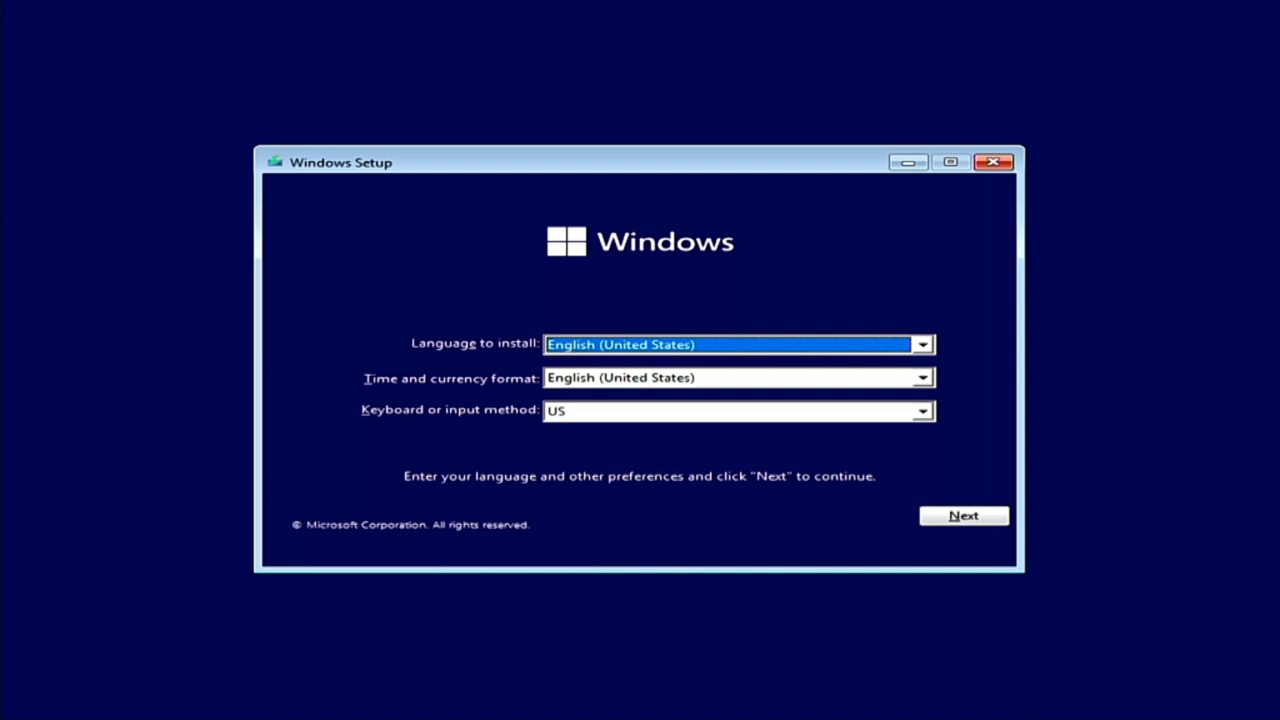 Windows Setup
Windows
Language to install: English (United States)
Time and currency format: English (United States)
Keyboard or input method: US
Enter your language and other preferences and click "Next" to continue.
Next
© Microsoft Corporation. All rights reserved.